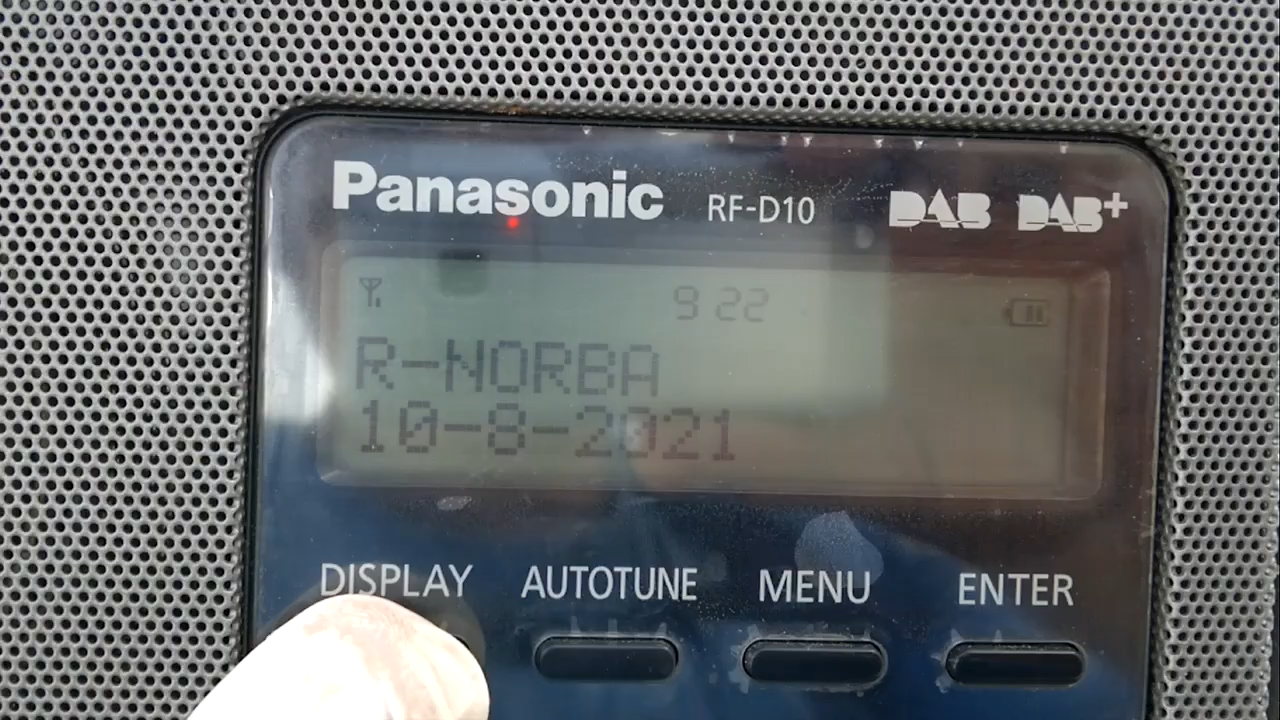 Panasonic RF-D10 DAB DAB+
9 22
R-NORBA
10-8-2021
DISPLAY AUTOTUNE MENU ENTER